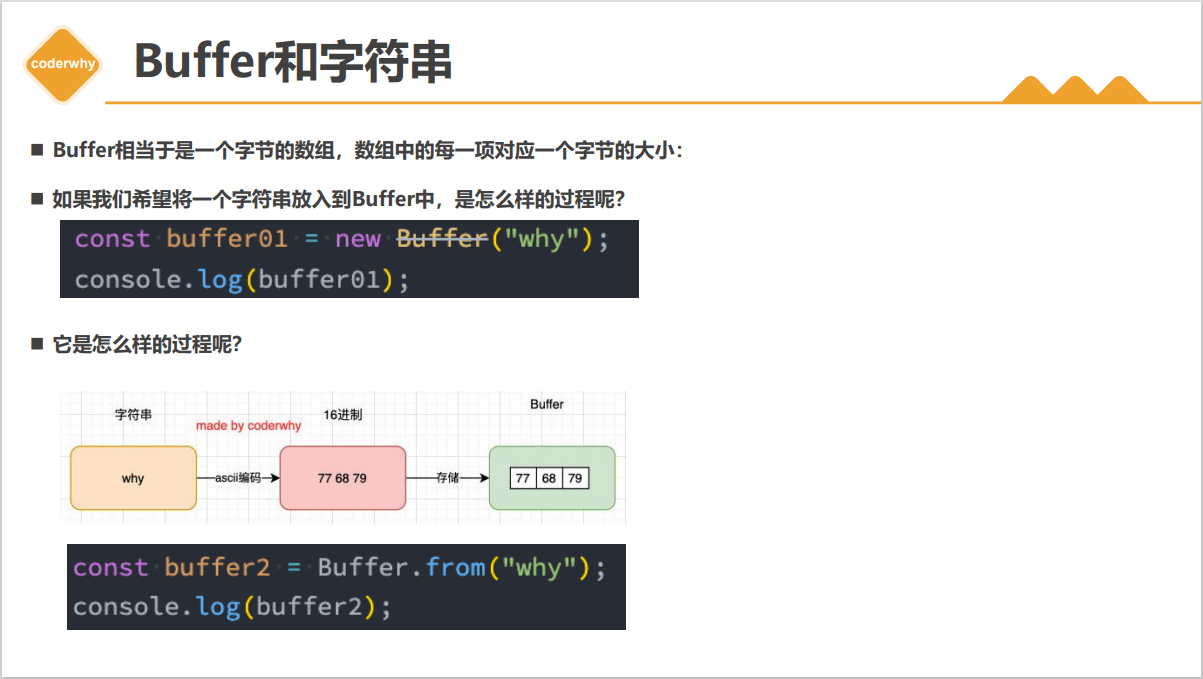 coderwhy
Buffer和字符串
■ Buffer相当于是一个字节的数组，数组中的每一项对应一个字节的大小：
■ 如果我们希望将一个字符串放入到Buffer中，是怎么样的过程呢？
const buffer01 = new Buffer("why");
console.log(buffer01);
■ 它是怎么样的过程呢？
字符串
16进制
Buffer
made by coderwhy
why
ascii编码
77 68 79
存储
77 68 79
const buffer2 = Buffer.from("why");
console.log(buffer2);